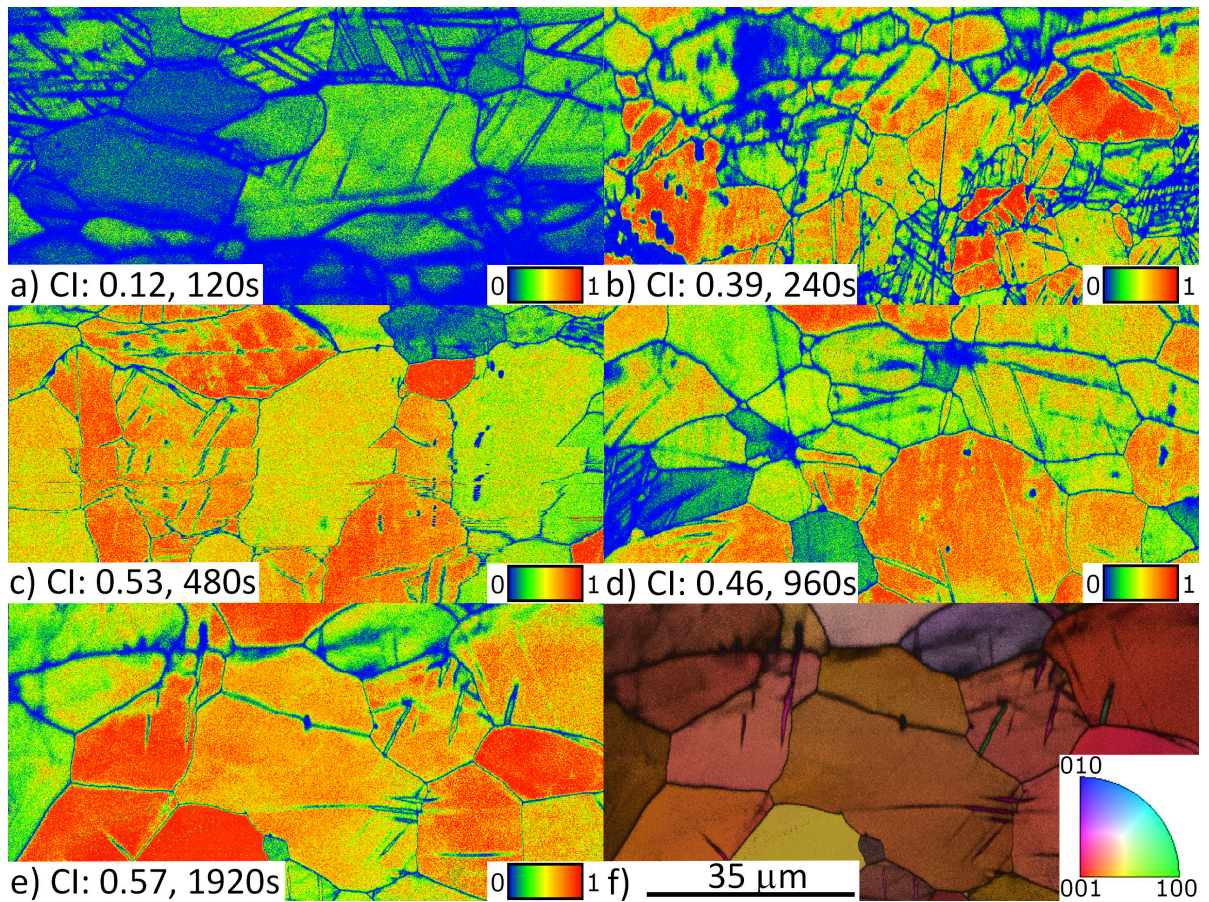 a) CI: 0.12, 120s
0 1
b) CI: 0.39, 240s
0 1
c) CI: 0.53, 480s
0 1
d) CI: 0.46, 960s
0 1
e) CI: 0.57, 1920s
0 1
f)
35 μm
010
001
100